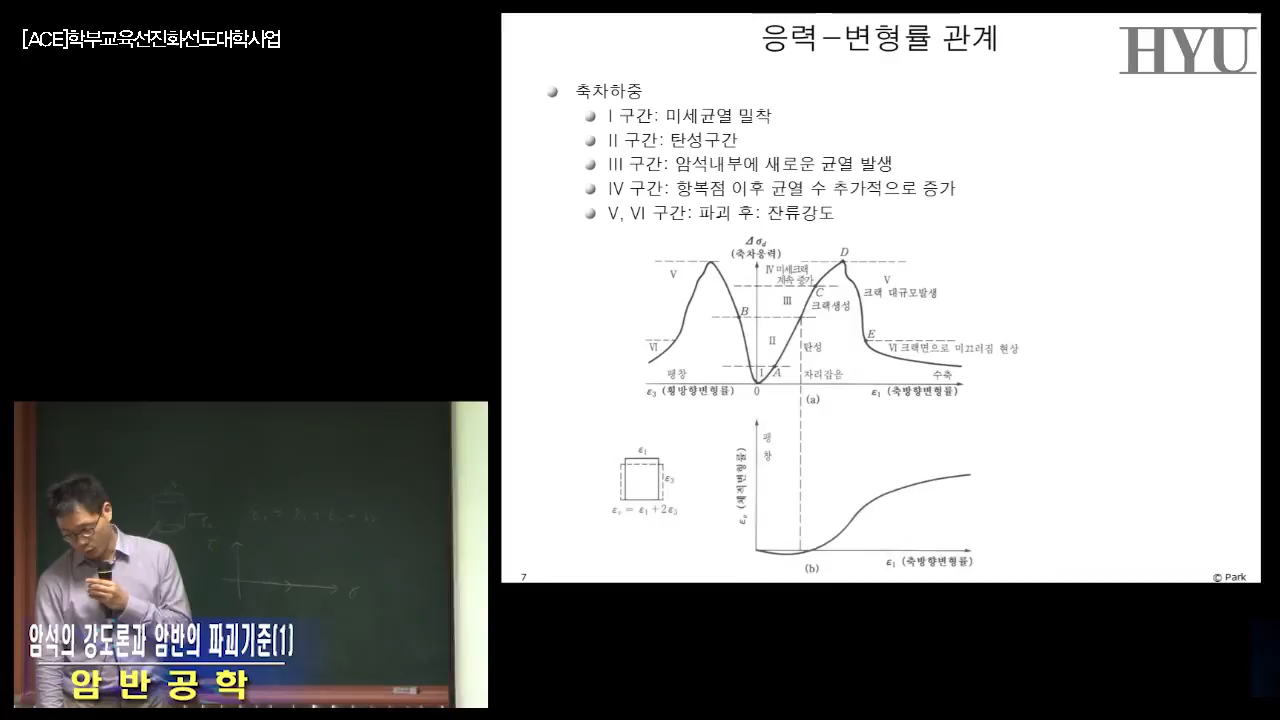 [ACE]학부교육선진화선도대학사업
응력-변형률 관계
HYU
축차하중
I 구간: 미세균열 밀착
II 구간: 탄성구간
III 구간: 암석내부에 새로운 균열 발생
IV 구간: 항복점 이후 균열 수 추가적으로 증가
V, VI 구간: 파괴 후: 잔류강도
Δσd
(축차응력)
D
V
IV 미세크랙
계속 증가
V
C
크랙 대규모발생
III
크랙생성
B
E
VI
II
탄성
VI 크랙면으로 미끄러짐 현상
팽창
I
A
자리잡음
수축
ε3 (횡방향변형률)
0
(a)
ε1 (축방향변형률)
팽
창
εv (체적변형률)
ε1
ε3
εv = ε1+2ε3
ε1 (축방향변형률)
(b)
7
© Park
암석의 강도론과 암반의 파괴기준(1)
암 반 공 학